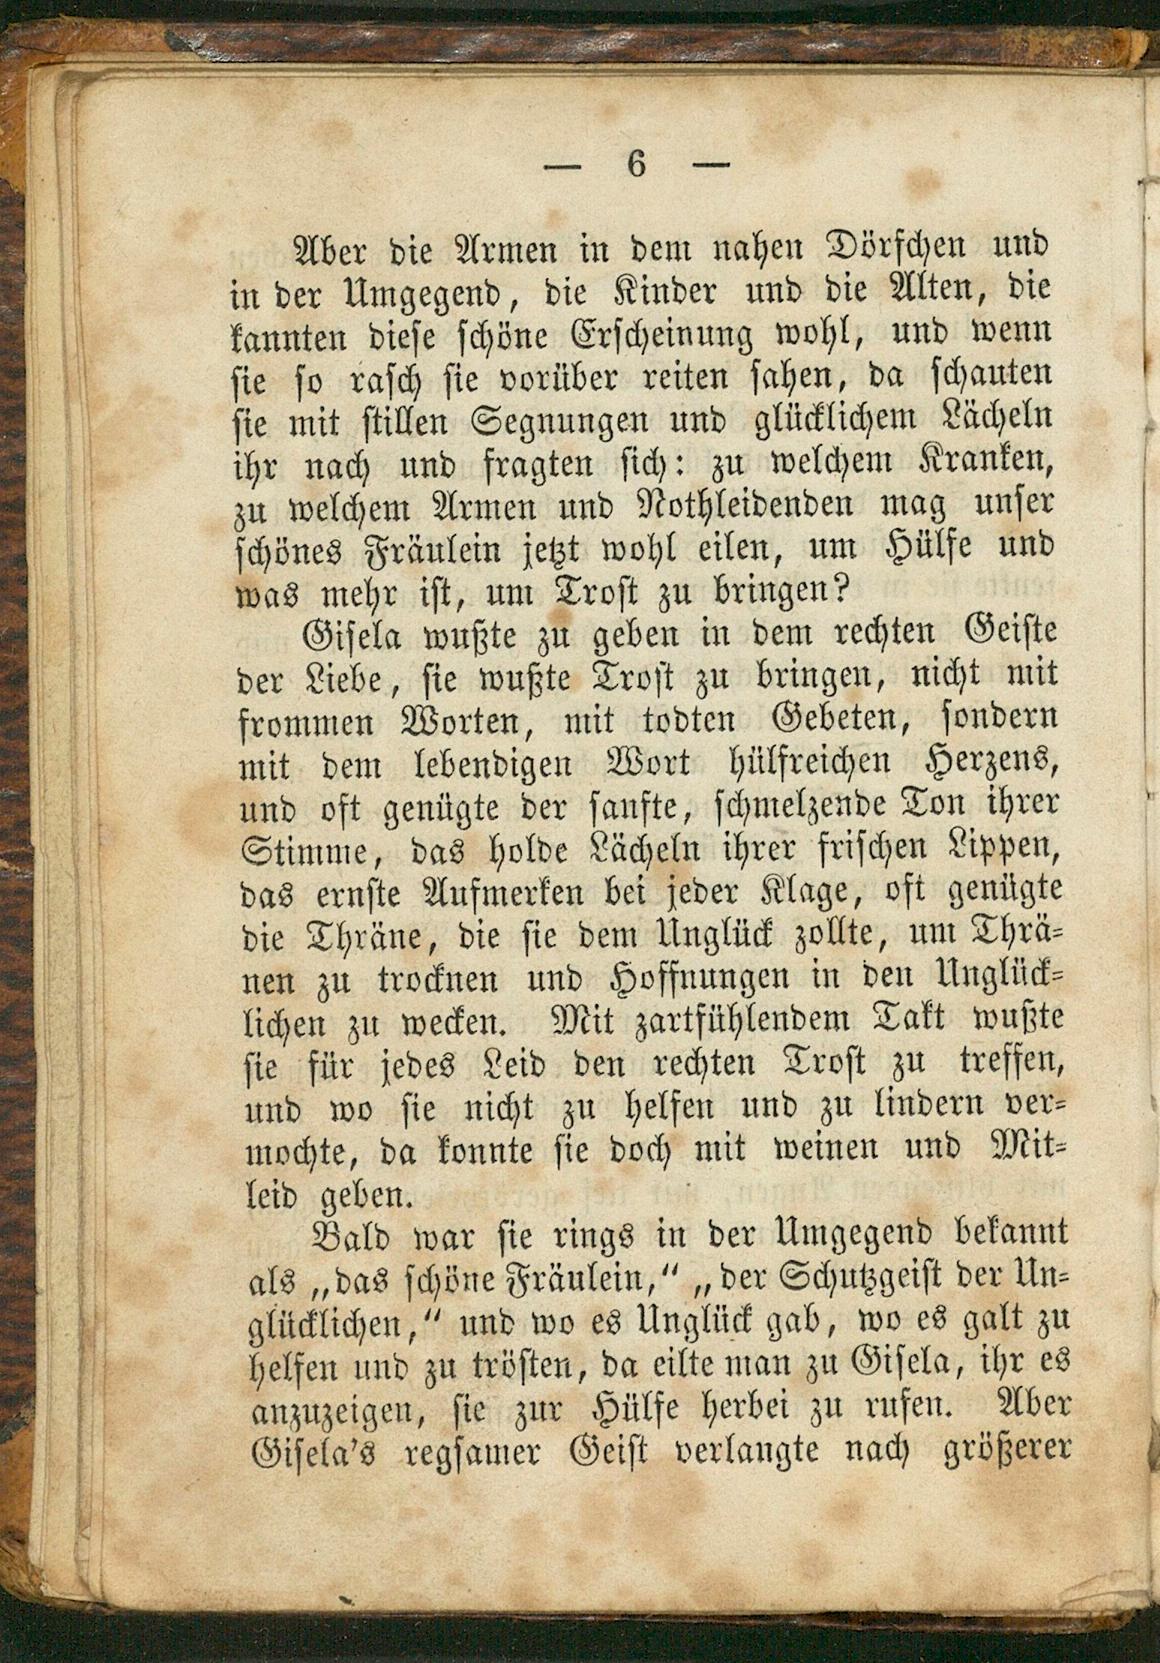 — 6 —
Aber die Armen in dem nahen Dörfchen und
in der Umgegend, die Kinder und die Alten, die
kannten diese schöne Erscheinung wohl, und wenn
sie so rasch sie vorüber reiten sahen, da schauten
sie mit stillen Segnungen und glücklichem Lächeln
ihr nach und fragten sich: zu welchem Kranken,
zu welchem Armen und Nothleidenden mag unser
schönes Fräulein jetzt wohl eilen, um Hülfe und
was mehr ist, um Trost zu bringen?
Gisela wußte zu geben in dem rechten Geiste
der Liebe, sie wußte Trost zu bringen, nicht mit
frommen Worten, mit todten Gebeten, sondern
mit dem lebendigen Wort hülfreichen Herzens,
und oft genügte der sanfte, schmelzende Ton ihrer
Stimme, das holde Lächeln ihrer frischen Lippen,
das ernste Aufmerken bei jeder Klage, oft genügte
die Thräne, die sie dem Unglück zollte, um Thrä-
nen zu trocknen und Hoffnungen in den Unglück-
lichen zu wecken. Mit zartfühlendem Takt wußte
sie für jedes Leid den rechten Trost zu treffen,
und wo sie nicht zu helfen und zu lindern ver-
mochte, da konnte sie doch mit weinen und Mit-
leid geben.
Bald war sie rings in der Umgegend bekannt
als „das schöne Fräulein,“ „der Schutzgeist der Un-
glücklichen,“ und wo es Unglück gab, wo es galt zu
helfen und zu trösten, da eilte man zu Gisela, ihr es
anzuzeigen, sie zur Hülfe herbei zu rufen. Aber
Gisela's regsamer Geist verlangte nach größerer